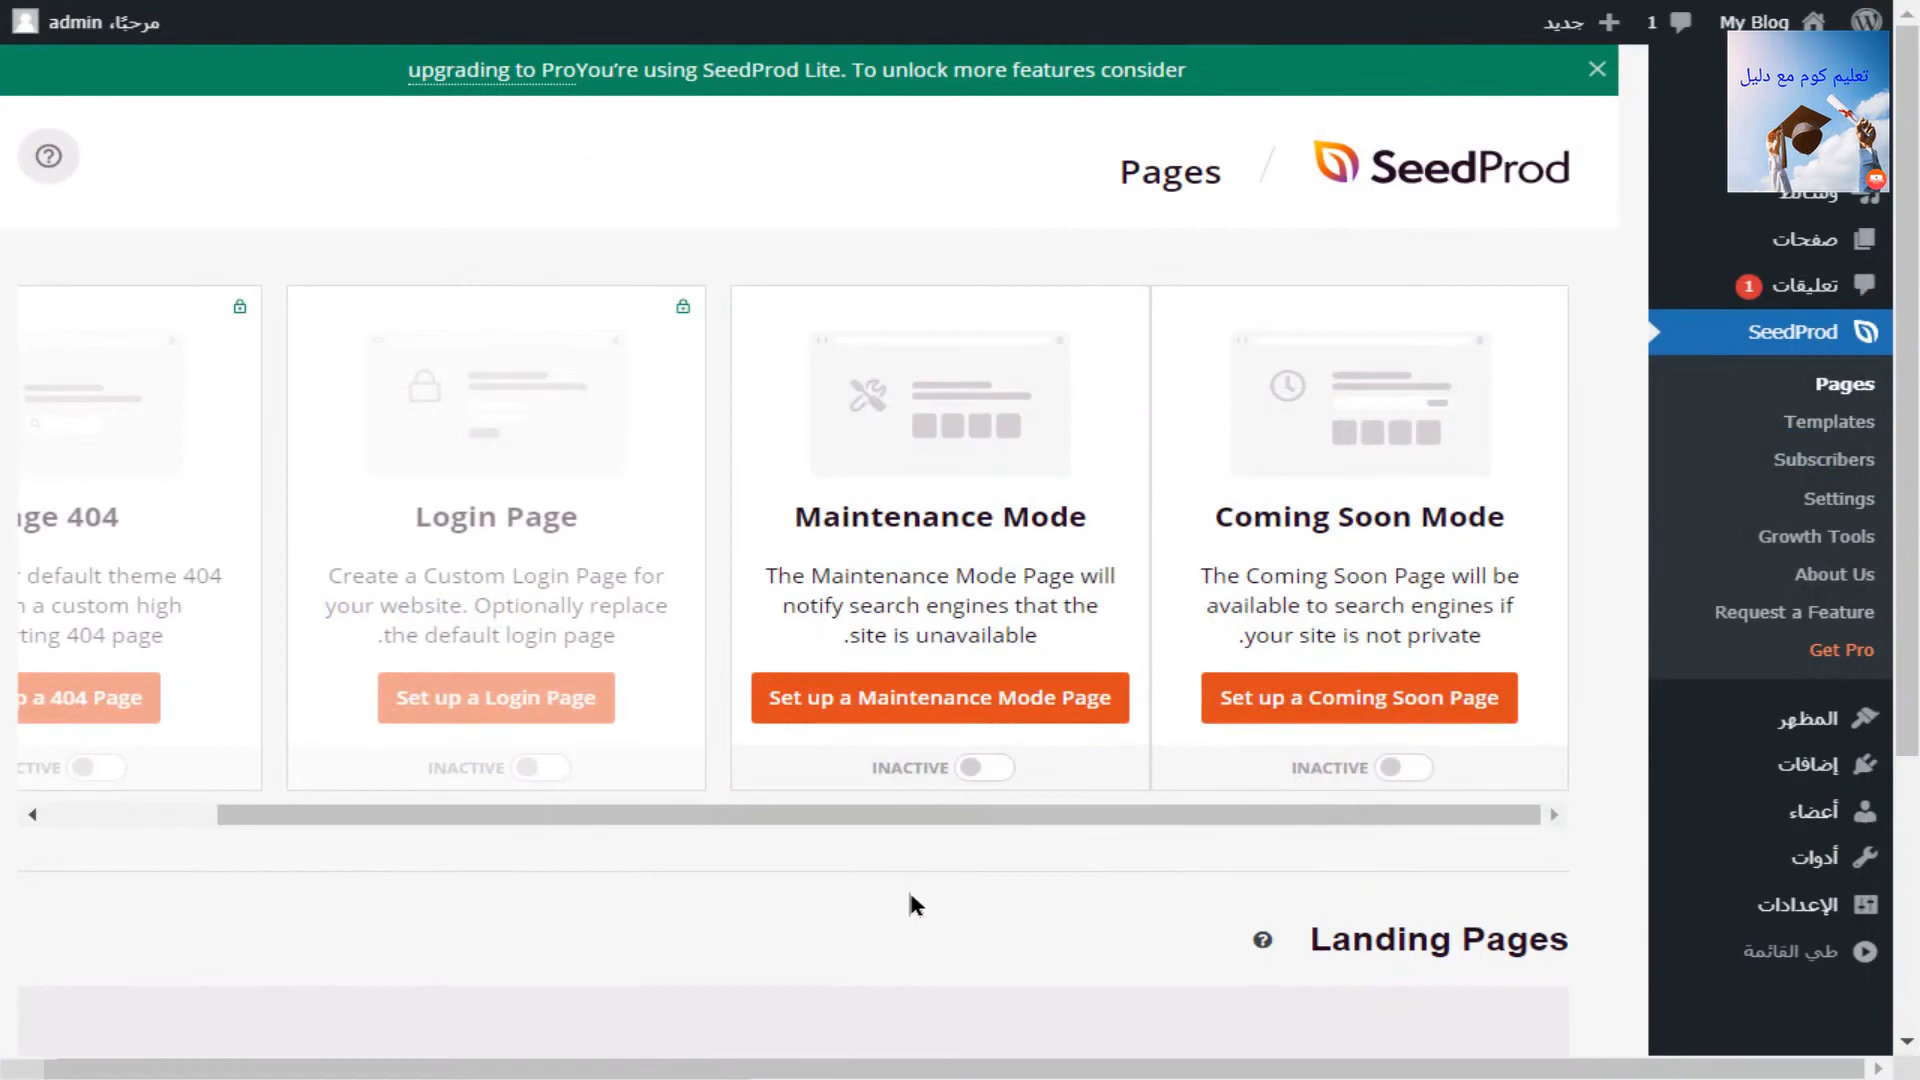 My Blog
1
جديد
مرحبًا، admin
upgrading to ProYou're using SeedProd Lite. To unlock more features consider
تعليم كوم مع دليل
SeedProd
/
Pages
وسائط
صفحات
تعليقات
1
SeedProd
Pages
Templates
Subscribers
Settings
Growth Tools
About Us
Request a Feature
Get Pro
المظهر
إضافات
أعضاء
أدوات
الإعدادات
طي القائمة
Coming Soon Mode
The Coming Soon Page will be
available to search engines if
.your site is not private
Set up a Coming Soon Page
INACTIVE
Maintenance Mode
The Maintenance Mode Page will
notify search engines that the
.site is unavailable
Set up a Maintenance Mode Page
INACTIVE
Login Page
Create a Custom Login Page for
your website. Optionally replace
.the default login page
Set up a Login Page
INACTIVE
ge 404
default theme 404
a custom high
ting 404 page
a 404 Page
CTIVE
Landing Pages